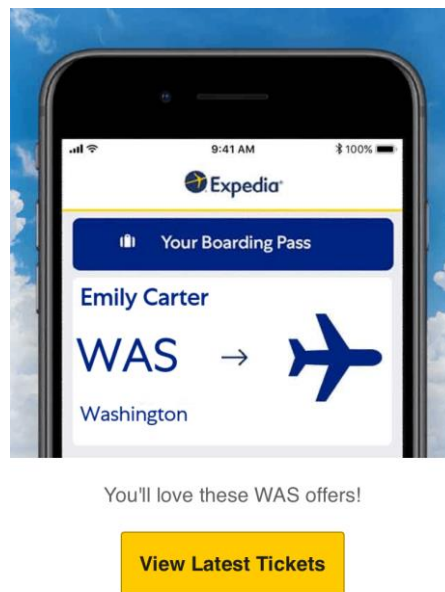 9:41 AM
100%
Expedia®
Your Boarding Pass
Emily Carter
WAS →
Washington
You'll love these WAS offers!
View Latest Tickets